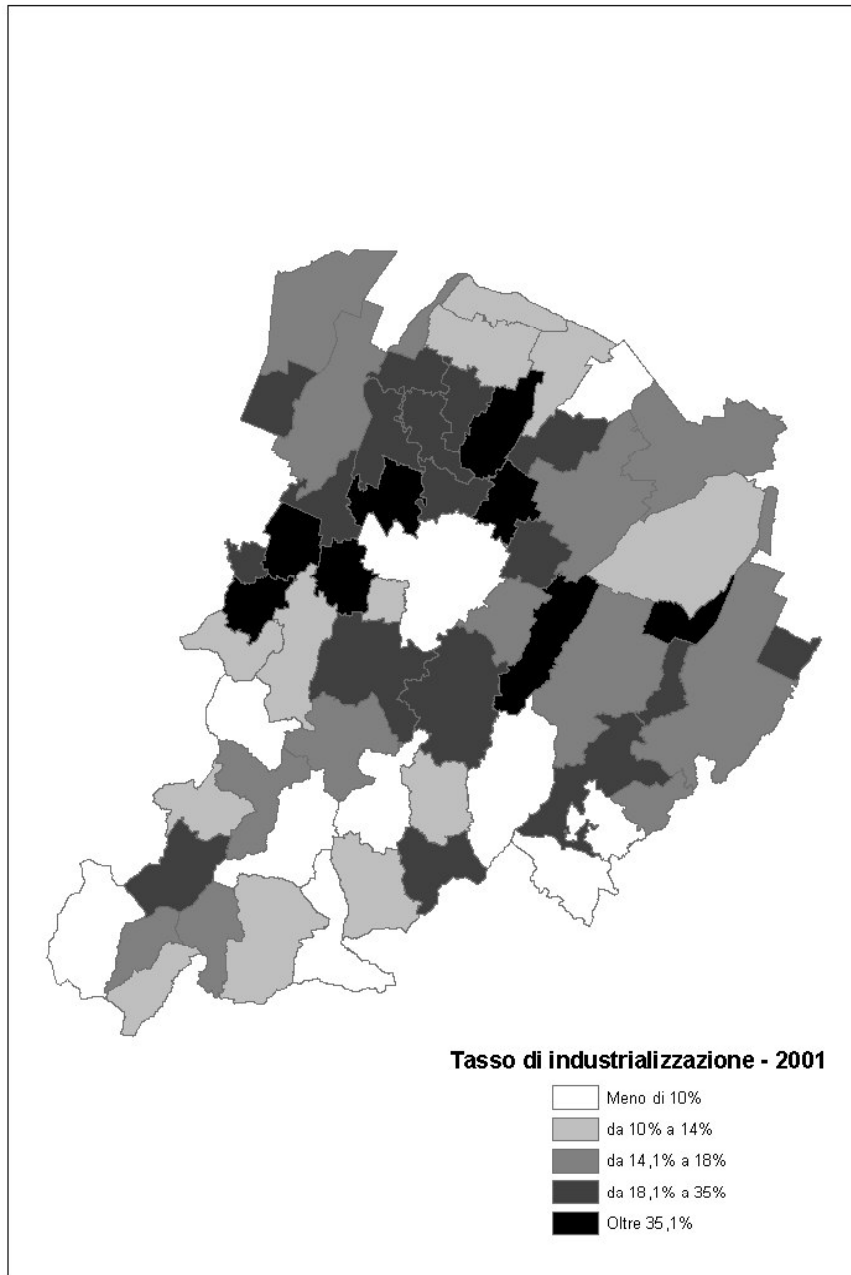 Tasso di industrializzazione - 2001
Meno di 10%
da 10% a 14%
da 14,1% a 18%
da 18,1% a 35%
Oltre 35,1%